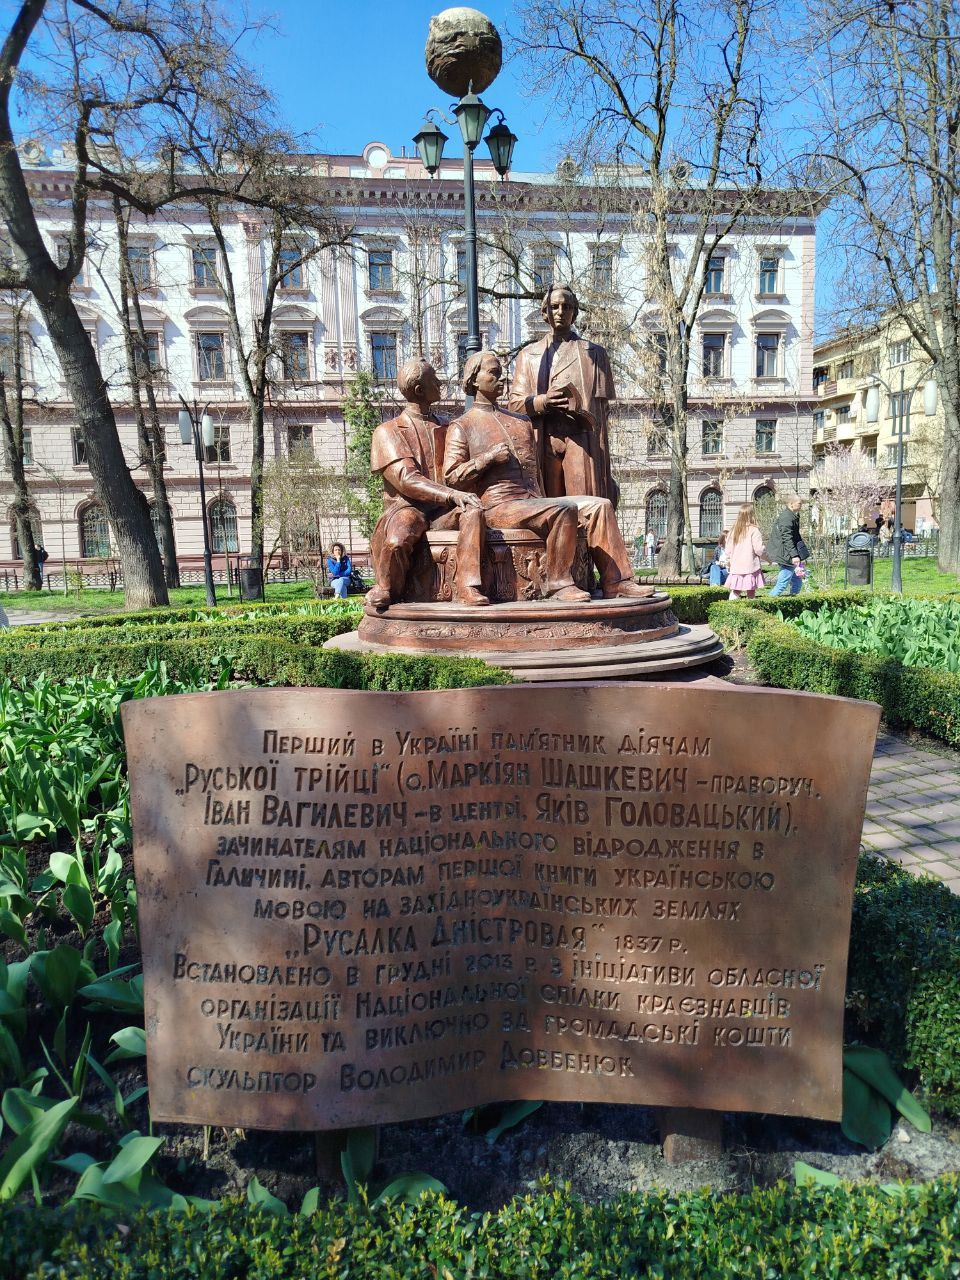 Перший в Україні пам'ятник діячам
„Руської трійці" (о. Маркіян Шашкевич – праворуч,
Іван Вагилевич – в центрі, Яків Головацький),
зачинателям національного відродження в
Галичині, авторам першої книги українською
мовою на західноукраїнських землях
„Русалка Дністровая" 1837 р.
Встановлено в грудні 2013 р. з ініціативи обласної
організації Національної спілки краєзнавців
України та виключно за громадські кошти
скульптор Володимир Довбенюк